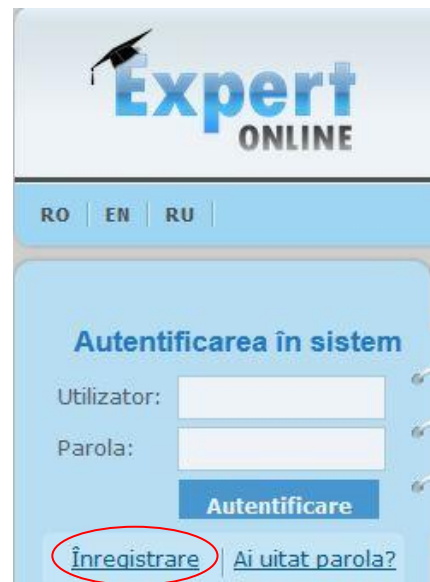 Expert
ONLINE
RO | EN | RU |
Autentificarea în sistem
Utilizator:
Parola:
Autentificare
Înregistrare | Ai uitat parola?